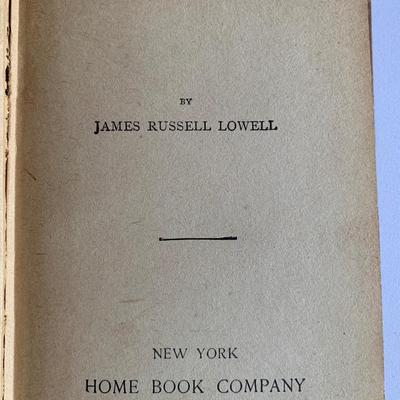 BY
JAMES RUSSELL LOWELL
NEW YORK
HOME BOOK COMPANY